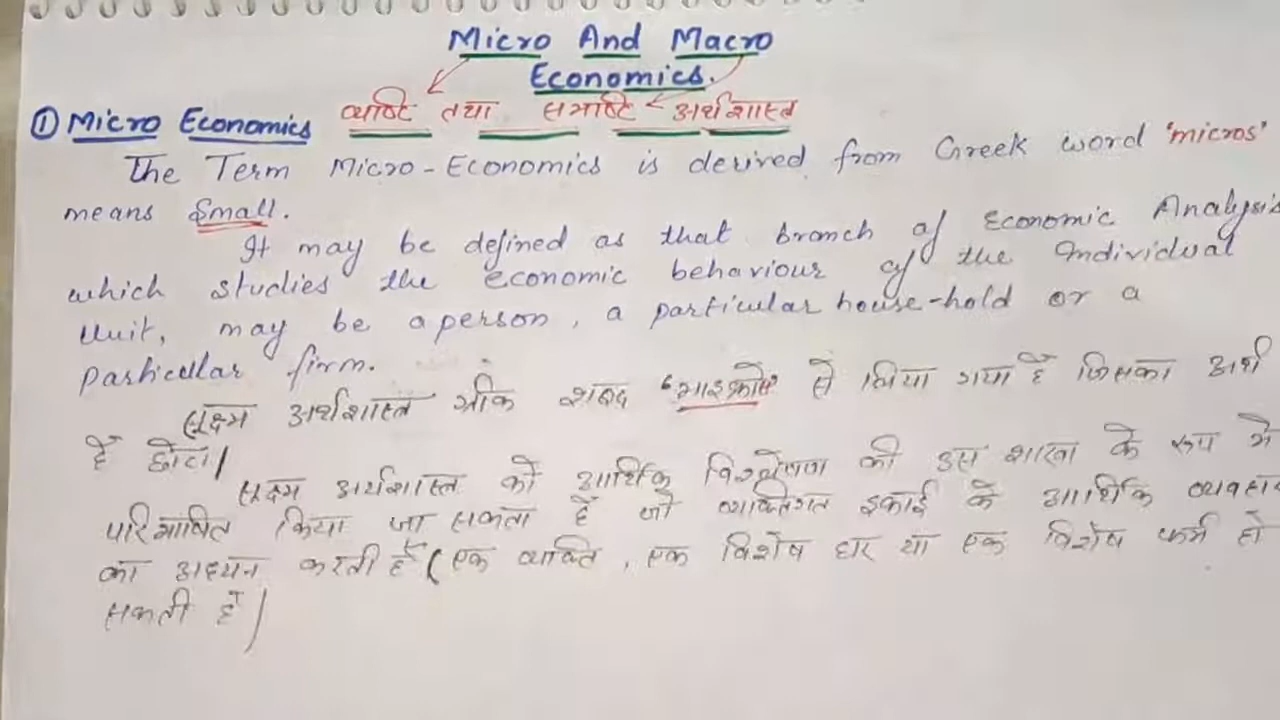 Micro And Macro
Economics.
व्यष्टि तथा समष्टि अर्थशास्त्र
① Micro Economics
The Term Micro-Economics is derived from Greek word 'micros'
means Small.
It may be defined as that branch of Economic Analysis
which studies the economic behaviour of the Individual
Unit, may be a person, a particular house-hold or a
particular firm.
सूक्ष्म अर्थशास्त्र ग्रीक शब्द 'माइक्रोस' से लिया गया है जिसका अर्थ
है छोटा।
सूक्ष्म अर्थशास्त्र को आर्थिक विश्लेषण की उस शाखा के रूप मे
परिभाषित किया जा सकता है जो व्यक्तिगत इकाई के आर्थिक व्यवहार
का अध्यन करती है (एक व्यक्ति, एक विशेष घर या एक विशेष फर्म हो
सकती है)